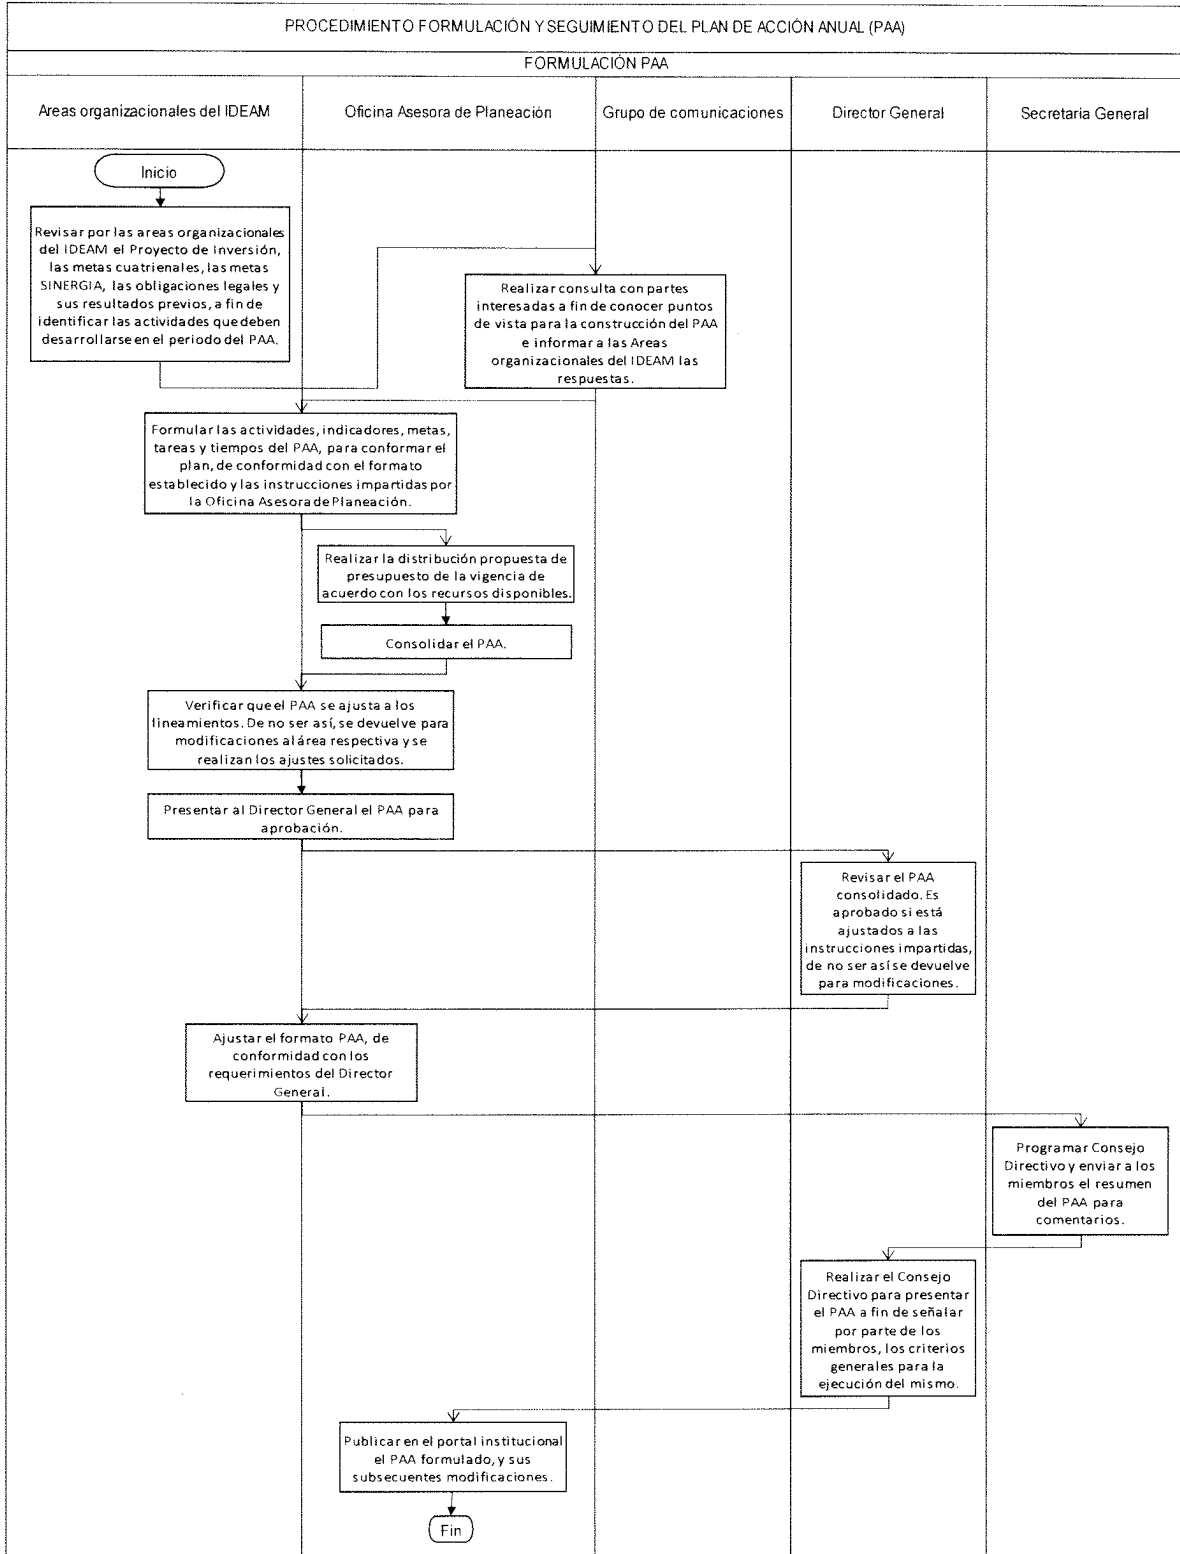 PROCEDIMIENTO FORMULACIÓN Y SEGUIMIENTO DEL PLAN DE ACCIÓN ANUAL (PAA)
FORMULACIÓN PAA
Areas organizacionales del IDEAM
Oficina Asesora de Planeación
Grupo de comunicaciones
Director General
Secretaria General
Inicio
Revisar por las areas organizacionales
del IDEAM el Proyecto de Inversión,
las metas cuatrienales, las metas
SINERGIA, las obligaciones legales y
sus resultados previos, a fin de
identificar las actividades que deben
desarrollarse en el periodo del PAA.
Realizar consulta con partes
interesadas a fin de conocer puntos
de vista para la construcción del PAA
e informar a las Areas
organizacionales del IDEAM las
respuestas.
Formular las actividades, indicadores, metas,
tareas y tiempos del PAA, para conformar el
plan, de conformidad con el formato
establecido y las instrucciones impartidas por
la Oficina Asesora de Planeación.
Realizar la distribución propuesta de
presupuesto de la vigencia de
acuerdo con los recursos disponibles.
Consolidar el PAA.
Verificar que el PAA se ajusta a los
lineamientos. De no ser así, se devuelve para
modificaciones al área respectiva y se
realizan los ajustes solicitados.
Presentar al Director General el PAA para
aprobación.
Revisar el PAA
consolidado. Es
aprobado si está
ajustados a las
instrucciones impartidas,
de no ser así se devuelve
para modificaciones.
Ajustar el formato PAA, de
conformidad con los
requerimientos del Director
General.
Programar Consejo
Directivo y enviar a los
miembros el resumen
del PAA para
comentarios.
Realizar el Consejo
Directivo para presentar
el PAA a fin de señalar
por parte de los
miembros, los criterios
generales para la
ejecución del mismo.
Publicar en el portal institucional
el PAA formulado, y sus
subsecuentes modificaciones.
Fin